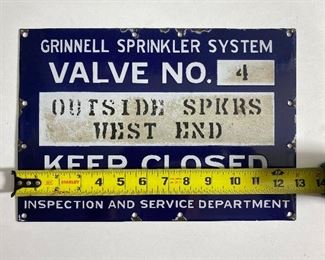 GRINNELL SPRINKLER SYSTEM
VALVE NO. 4
OUTSIDE SPKRS
WEST END
KEEP CLOSED
STANLEY 4 5 6 7 8 9 10 11 12 13 14
INSPECTION AND SERVICE DEPARTMENT